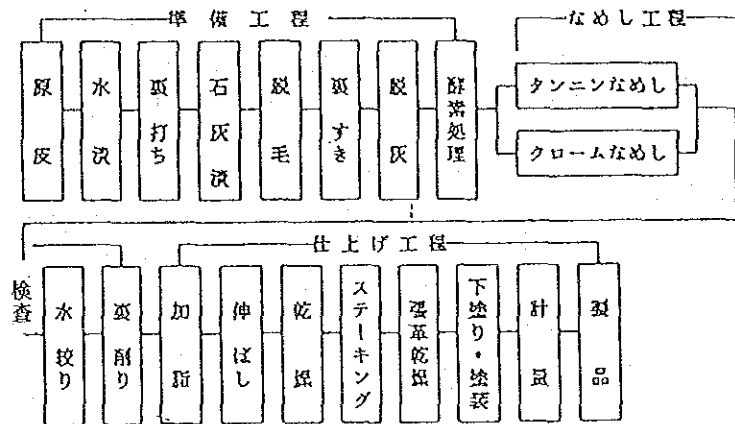 準備工程
なめし工程
原皮
水漬
裏打ち
石灰漬
脱毛
裏すき
脱灰
酵素処理
タンニンなめし
クロームなめし
仕上げ工程
検査
水絞り
裏削り
加脂
伸ばし
乾燥
ステーキング
張革乾燥
下塗り・塗装
計量
製品